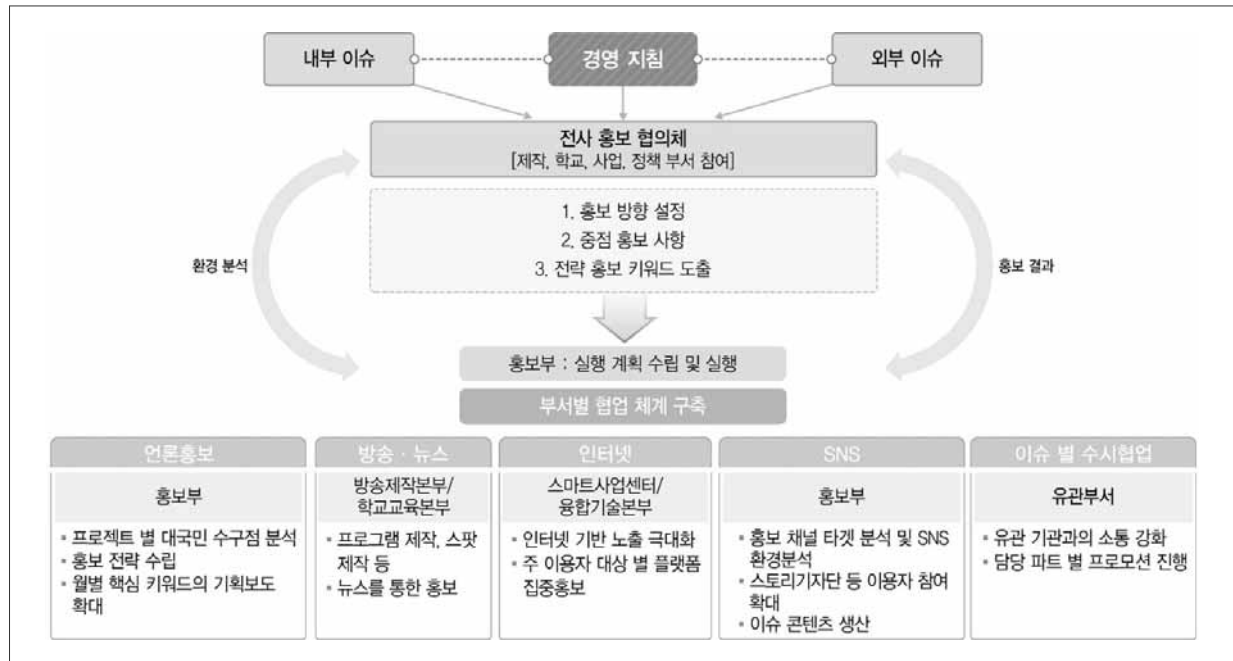 내부 이슈
경영 지침
외부 이슈
전사 홍보 협의체
[제작, 학교, 사업, 정책 부서 참여]
1. 홍보 방향 설정
2. 중점 홍보 사항
3. 전략 홍보 키워드 도출
환경 분석
홍보 결과
홍보부 : 실행 계획 수립 및 실행
부서별 협업 체계 구축
언론홍보
홍보부
▪ 프로젝트 별 대국민 수구점 분석
▪ 홍보 전략 수립
▪ 월별 핵심 키워드의 기획보도
확대
방송 · 뉴스
방송제작본부/
학교교육본부
▪ 프로그램 제작, 스팟
제작 등
▪ 뉴스를 통한 홍보
인터넷
스마트사업센터/
융합기술본부
▪ 인터넷 기반 노출 극대화
▪ 주 이용자 대상 별 플랫폼
집중홍보
SNS
홍보부
▪ 홍보 채널 타겟 분석 및 SNS
환경분석
▪ 스토리기자단 등 이용자 참여
확대
▪ 이슈 콘텐츠 생산
이슈 별 수시협업
유관부서
▪ 유관 기관과의 소통 강화
▪ 담당 파트 별 프로모션 진행